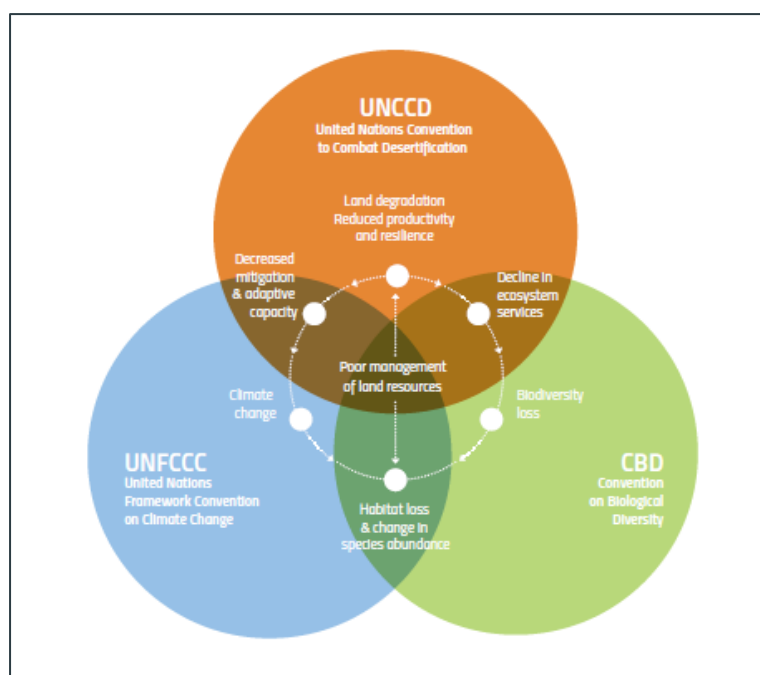 UNCCD
United Nations Convention
to Combat Desertification
Land degradation
Reduced productivity
and resilience
Decreased
mitigation
& adaptive
capacity
Decline in
ecosystem
services
Poor management
of land resources
Climate
change
Biodiversity
loss
UNFCCC
United Nations
Framework Convention
on Climate Change
CBD
Convention
on Biological
Diversity
Habitat loss
& change in
species abundance